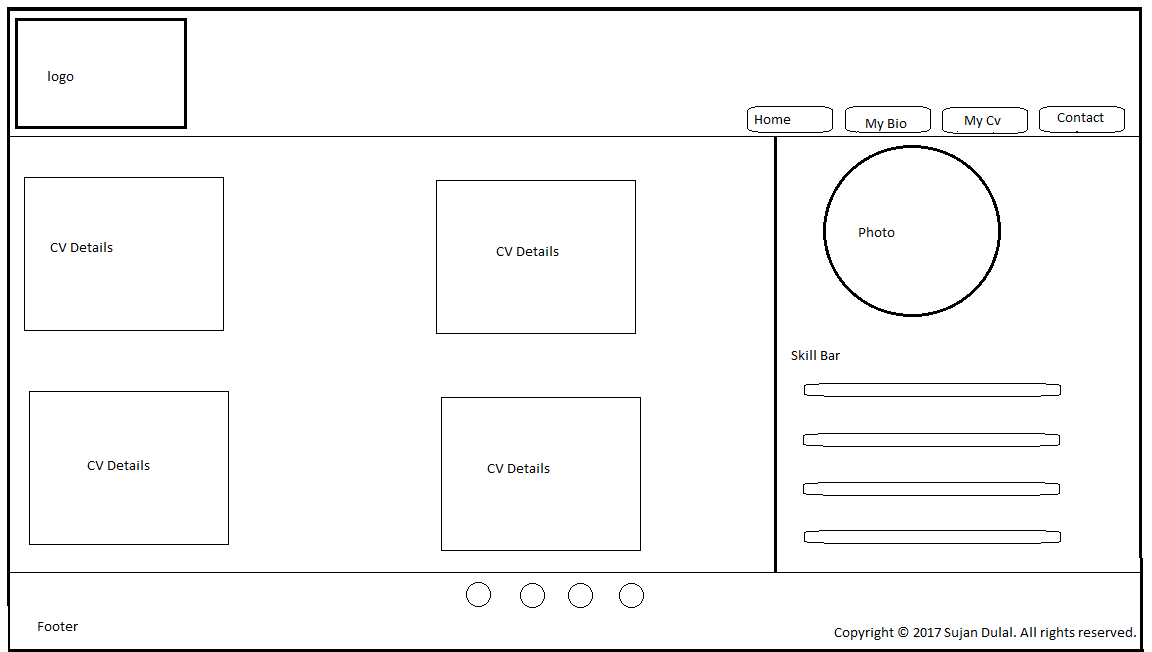 logo
Home
My Bio
My Cv
Contact
CV Details
CV Details
Photo
Skill Bar
CV Details
CV Details
Footer
Copyright © 2017 Sujan Dulal. All rights reserved.